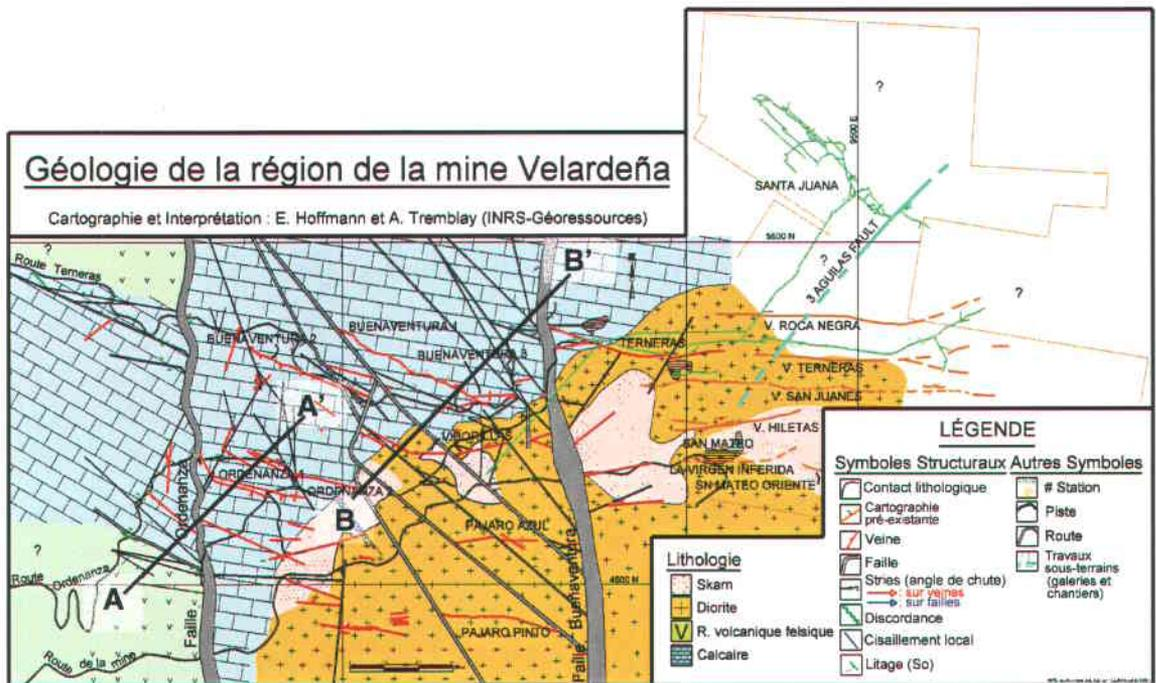 Géologie de la région de la mine Velardeña
Cartographie et Interprétation : E. Hoffmann et A. Tremblay (INRS-Géoressources)
?
9500 E
SANTA JUANA
5500 N
3 AGUILAS FAULT
?
?
?
Route Terneras
B'
BUENAVENTURA 1
BUENAVENTURA 2
BUENAVENTURA 3
TERNERAS
V. ROCA NEGRA
V. TERNERAS
V. SAN JUANES
V. HILETAS
A'
VIBORILLAS
SAN MATEO
LA VIRGEN INFERIDA
SN MATEO ORIENTE
ORDENANZA 1
ORDENANZA
B
PAJARO AZUL
?
Route Ordenanza
A
4500 N
PAJARO PINTO
Route de la mine
Faille Ordenanza
Faille Buenaventura
Lithologie
Skarn
Diorite
R. volcanique felsique
Calcaire
LÉGENDE
Symboles Structuraux
Contact lithologique
Cartographie
pré-existante
Veine
Faille
Stries (angle de chute)
: sur veines
: sur failles
Discordance
Cisaillement local
Litage (So)
Autres Symboles
# Station
Piste
Route
Travaux
sous-terrains
(galeries et
chantiers)